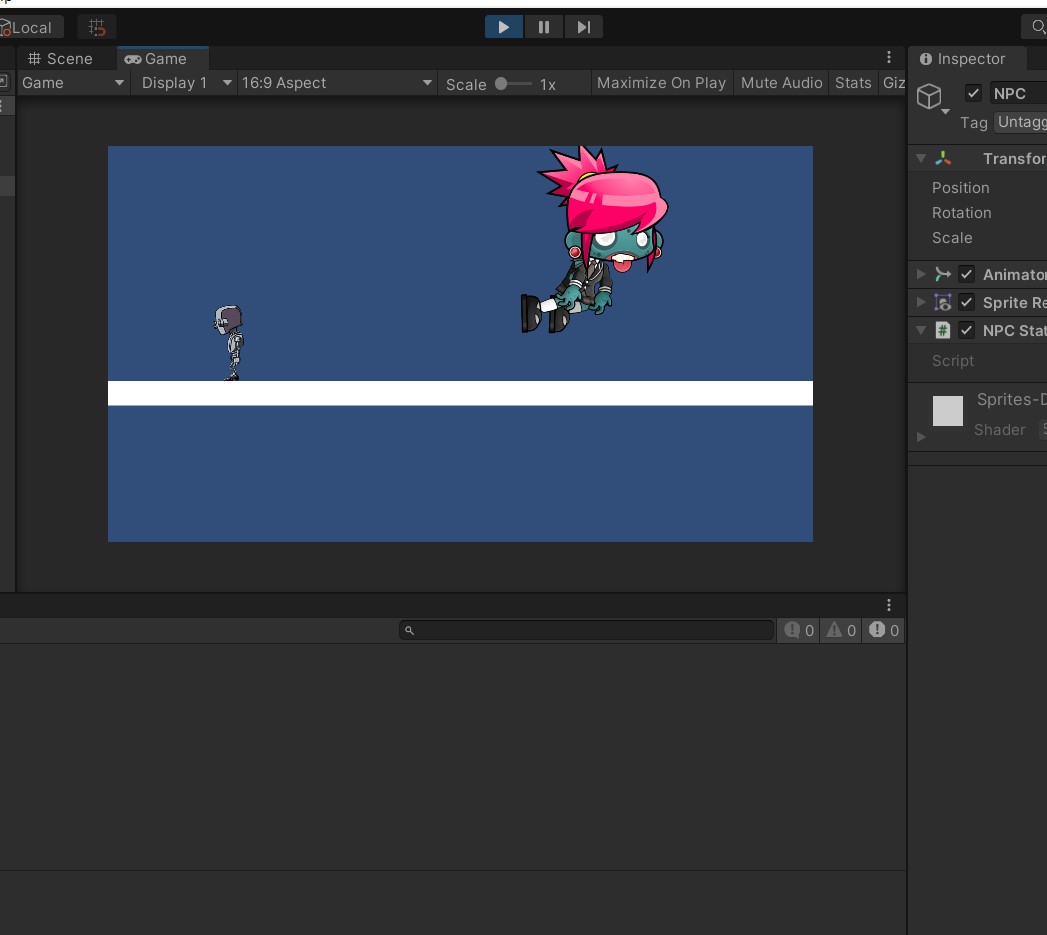 Local
Scene
Game
Inspector
Game
Display 1
16:9 Aspect
Scale
1x
Maximize On Play
Mute Audio
Stats
Giz
NPC
Tag Untagg
Transfor
Position
Rotation
Scale
Animator
Sprite Re
NPC Stat
Script
Sprites-D
Shader
0
0
0